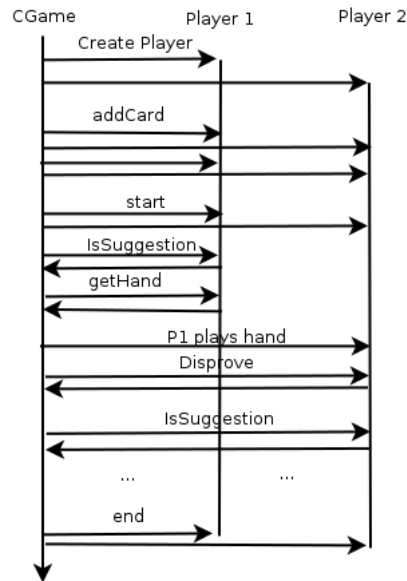 CGame Player 1 Player 2
Create Player
addCard
start
IsSuggestion
getHand
P1 plays hand
Disprove
IsSuggestion
... ...
end